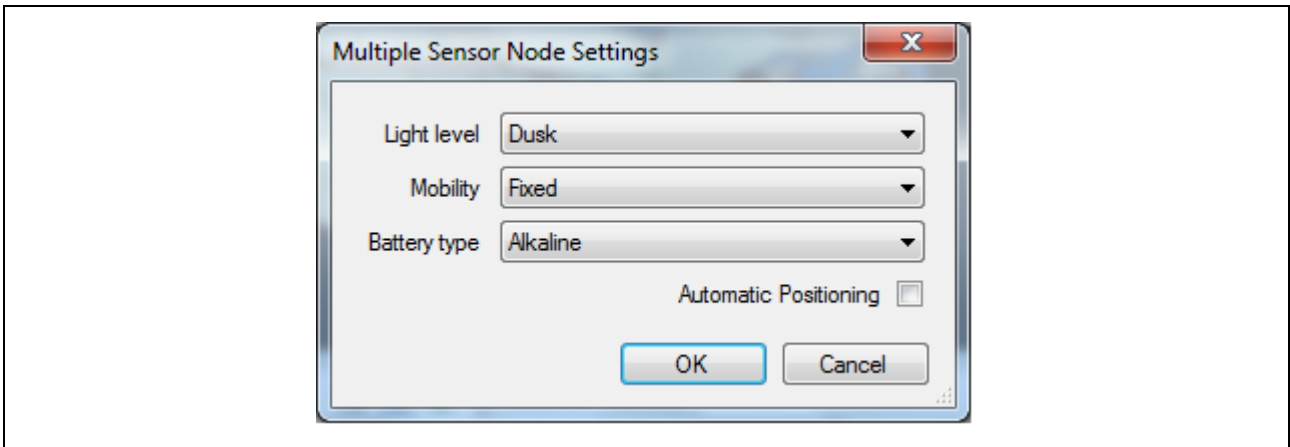 Multiple Sensor Node Settings
Light level Dusk
Mobility Fixed
Battery type Alkaline
Automatic Positioning
OK Cancel